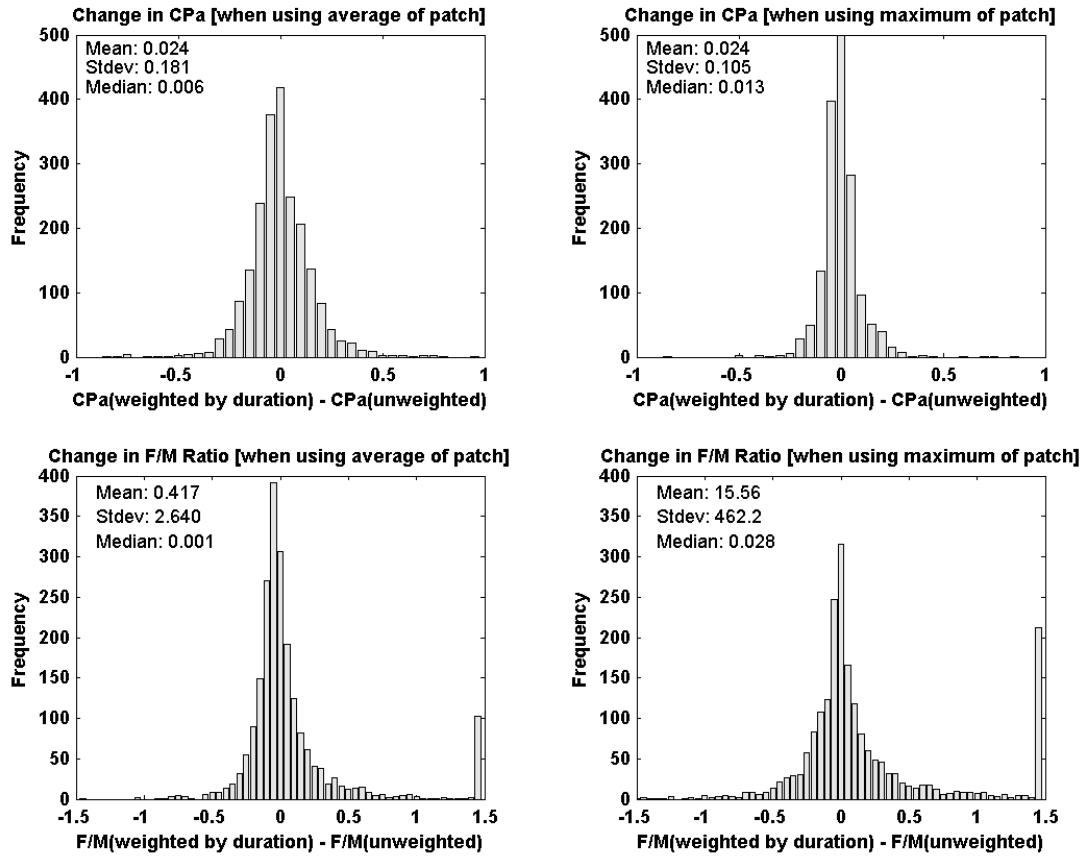 Change in CPa [when using average of patch]
500
400
300
200
100
0
Frequency
Mean: 0.024
Stdev: 0.181
Median: 0.006
-1
-0.5
0
0.5
1
CPa(weighted by duration) - CPa(unweighted)
Change in CPa [when using maximum of patch]
500
400
300
200
100
0
Frequency
Mean: 0.024
Stdev: 0.105
Median: 0.013
-1
-0.5
0
0.5
1
CPa(weighted by duration) - CPa(unweighted)
Change in F/M Ratio [when using average of patch]
400
350
300
250
200
150
100
50
0
Frequency
Mean: 0.417
Stdev: 2.640
Median: 0.001
-1.5
-1
-0.5
0
0.5
1
1.5
F/M(weighted by duration) - F/M(unweighted)
Change in F/M Ratio [when using maximum of patch]
400
350
300
250
200
150
100
50
0
Frequency
Mean: 15.56
Stdev: 462.2
Median: 0.028
-1.5
-1
-0.5
0
0.5
1
1.5
F/M(weighted by duration) - F/M(unweighted)